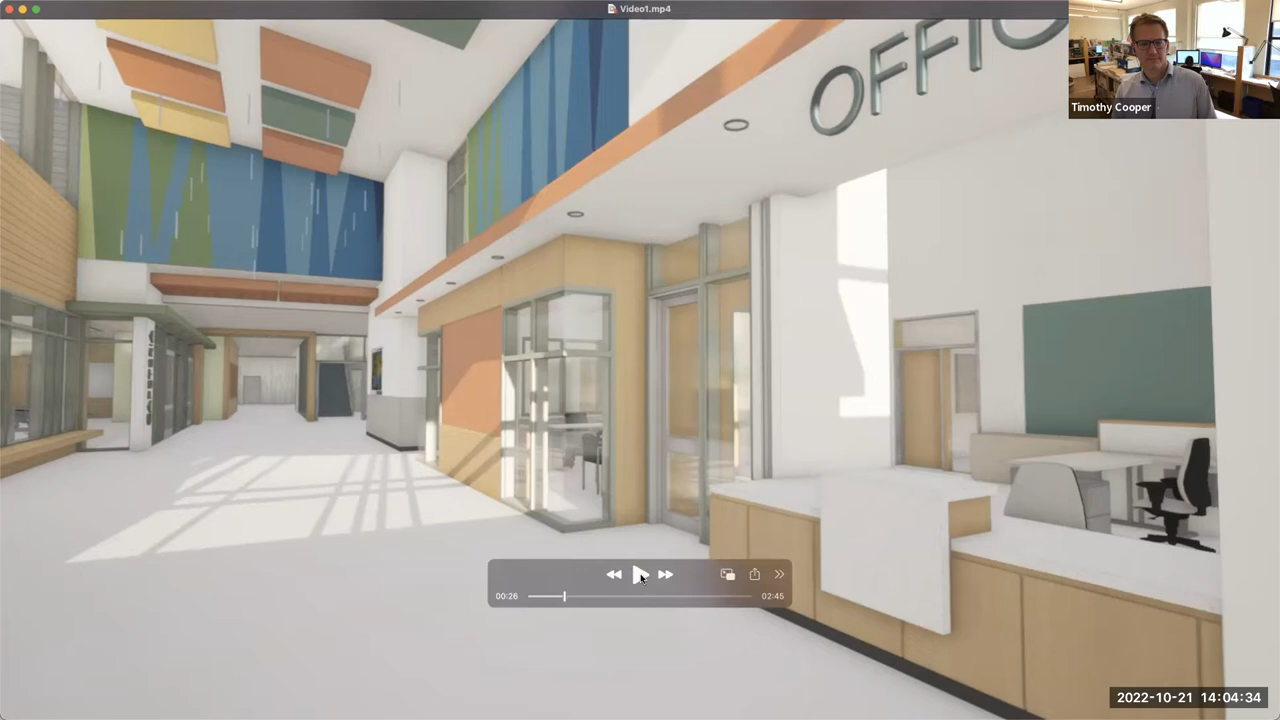 Video1.mp4
OFFIC
Timothy Cooper
00:26
02:45
2022-10-21 14:04:34